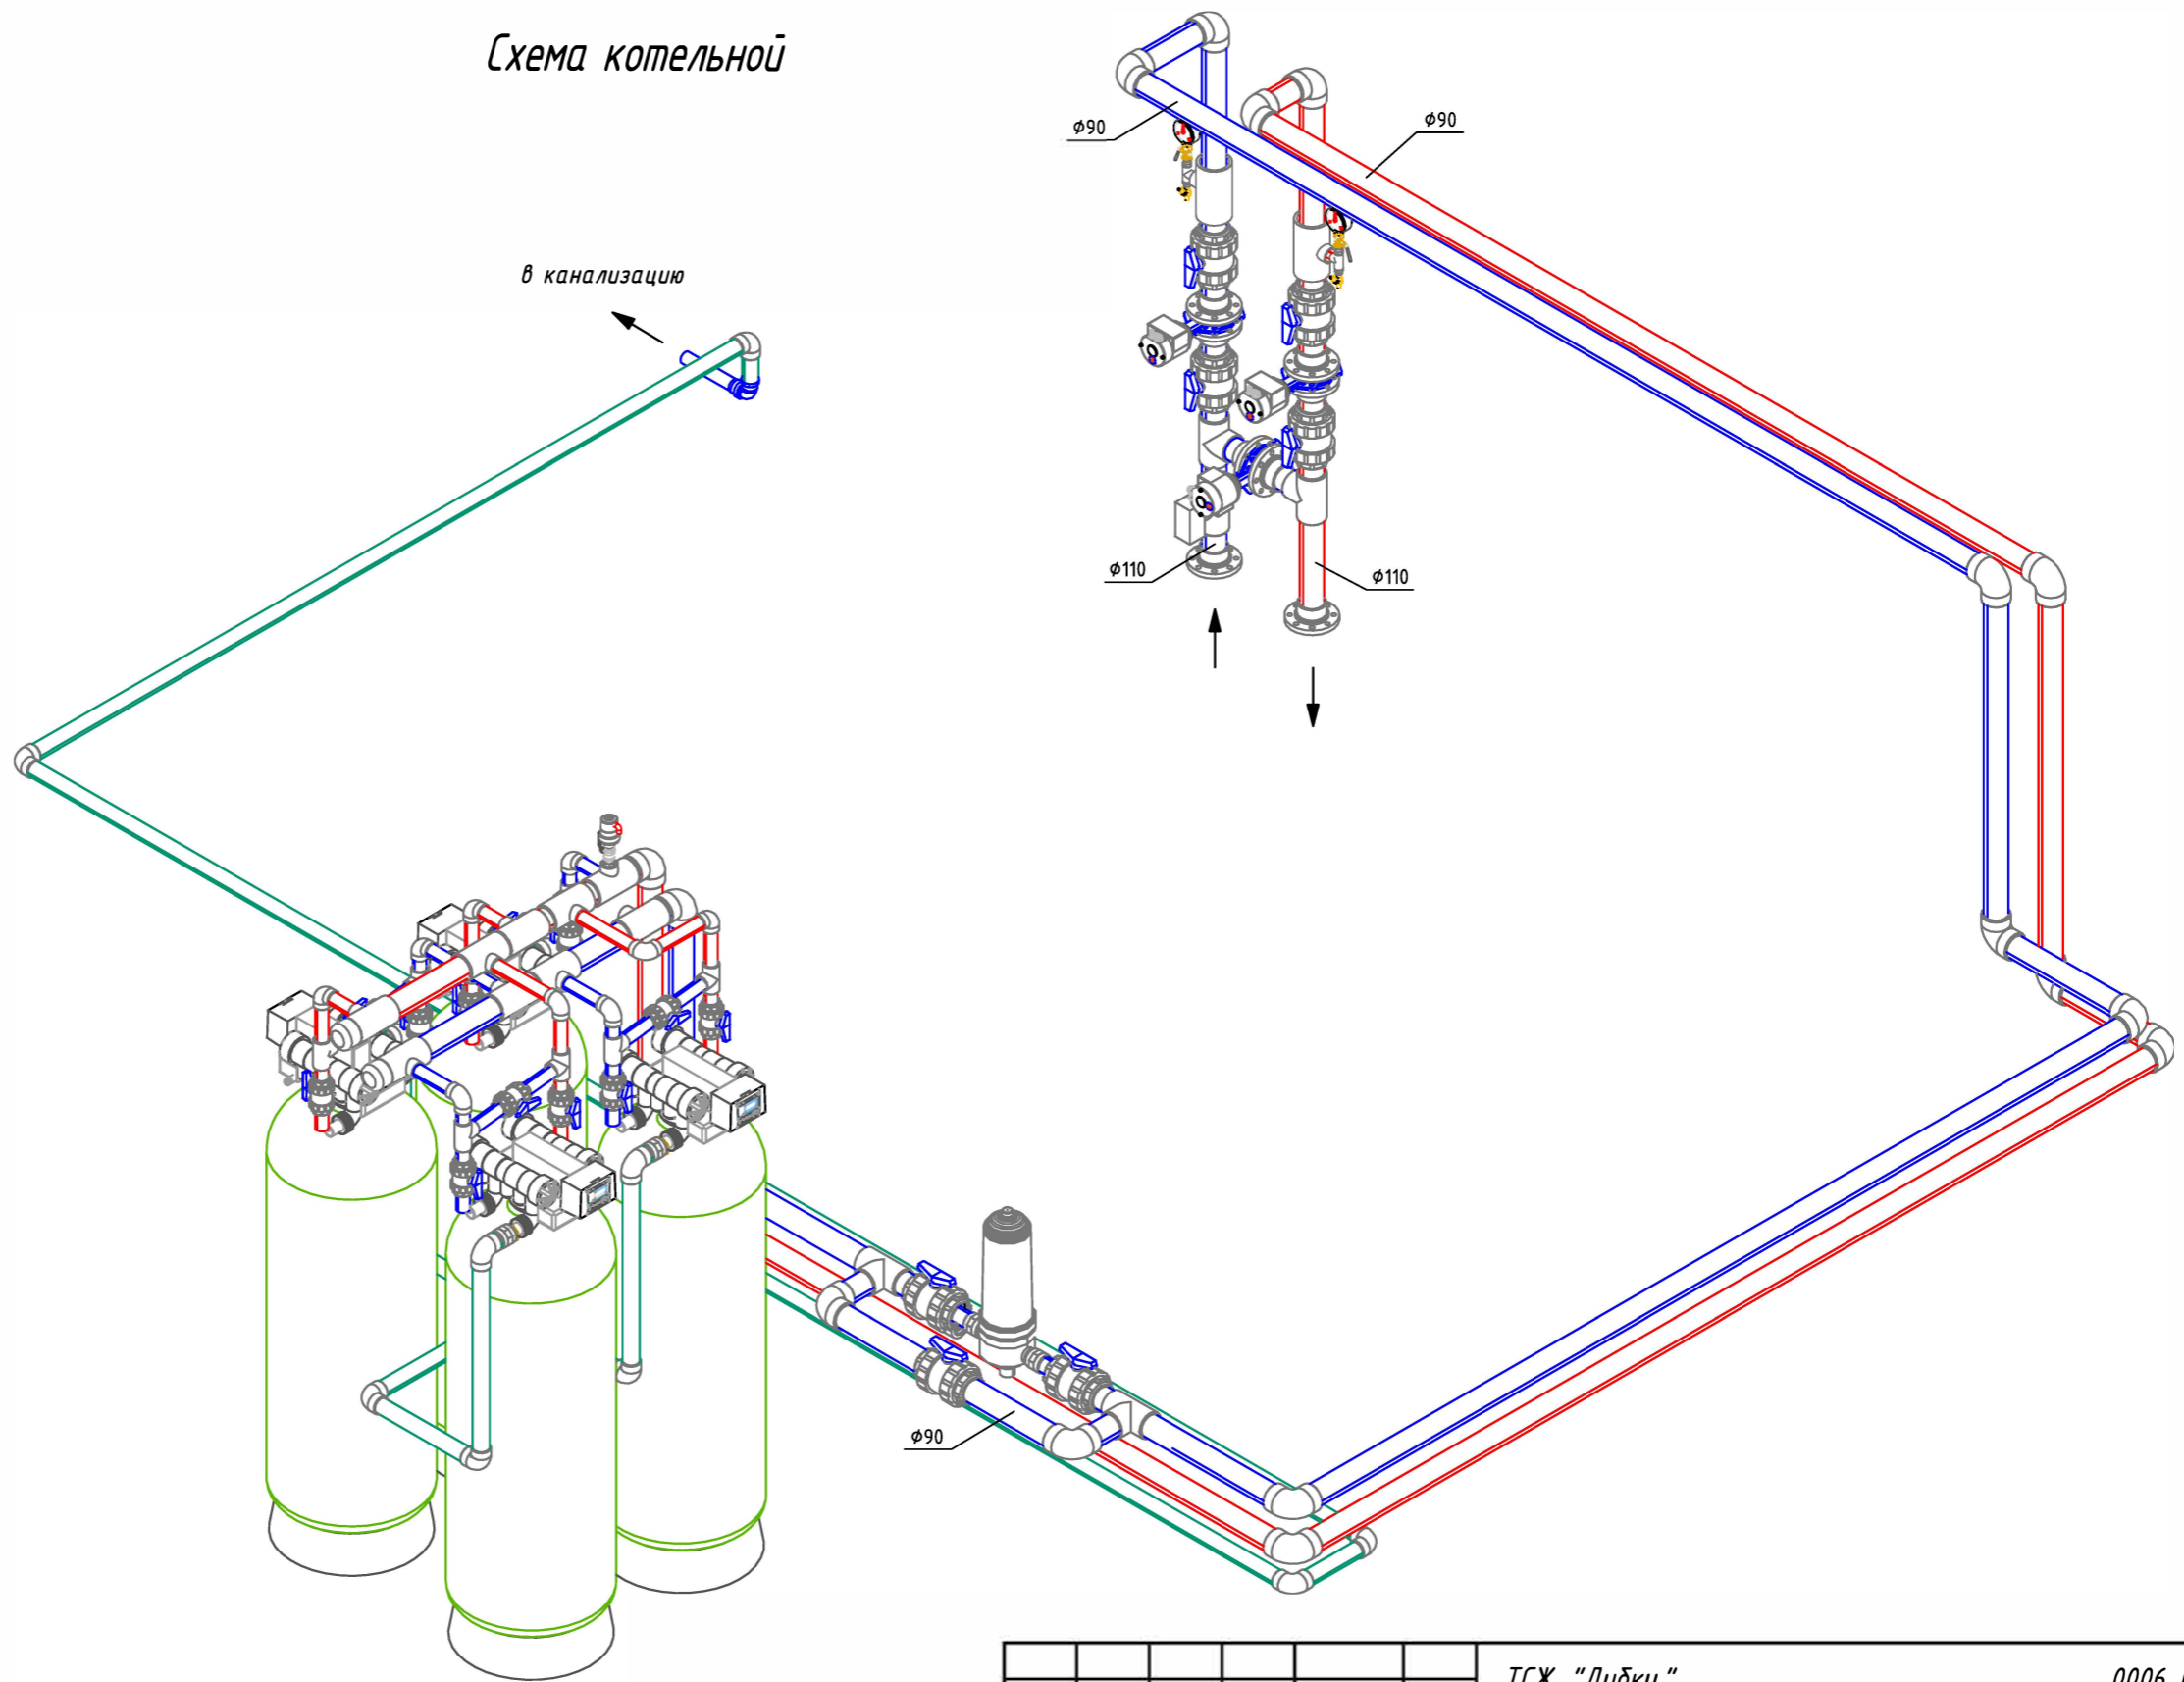 Схема котельной
ϕ90
ϕ90
в канализацию
ϕ110
ϕ110
ϕ90
ТСЖ "Дубки"
0006